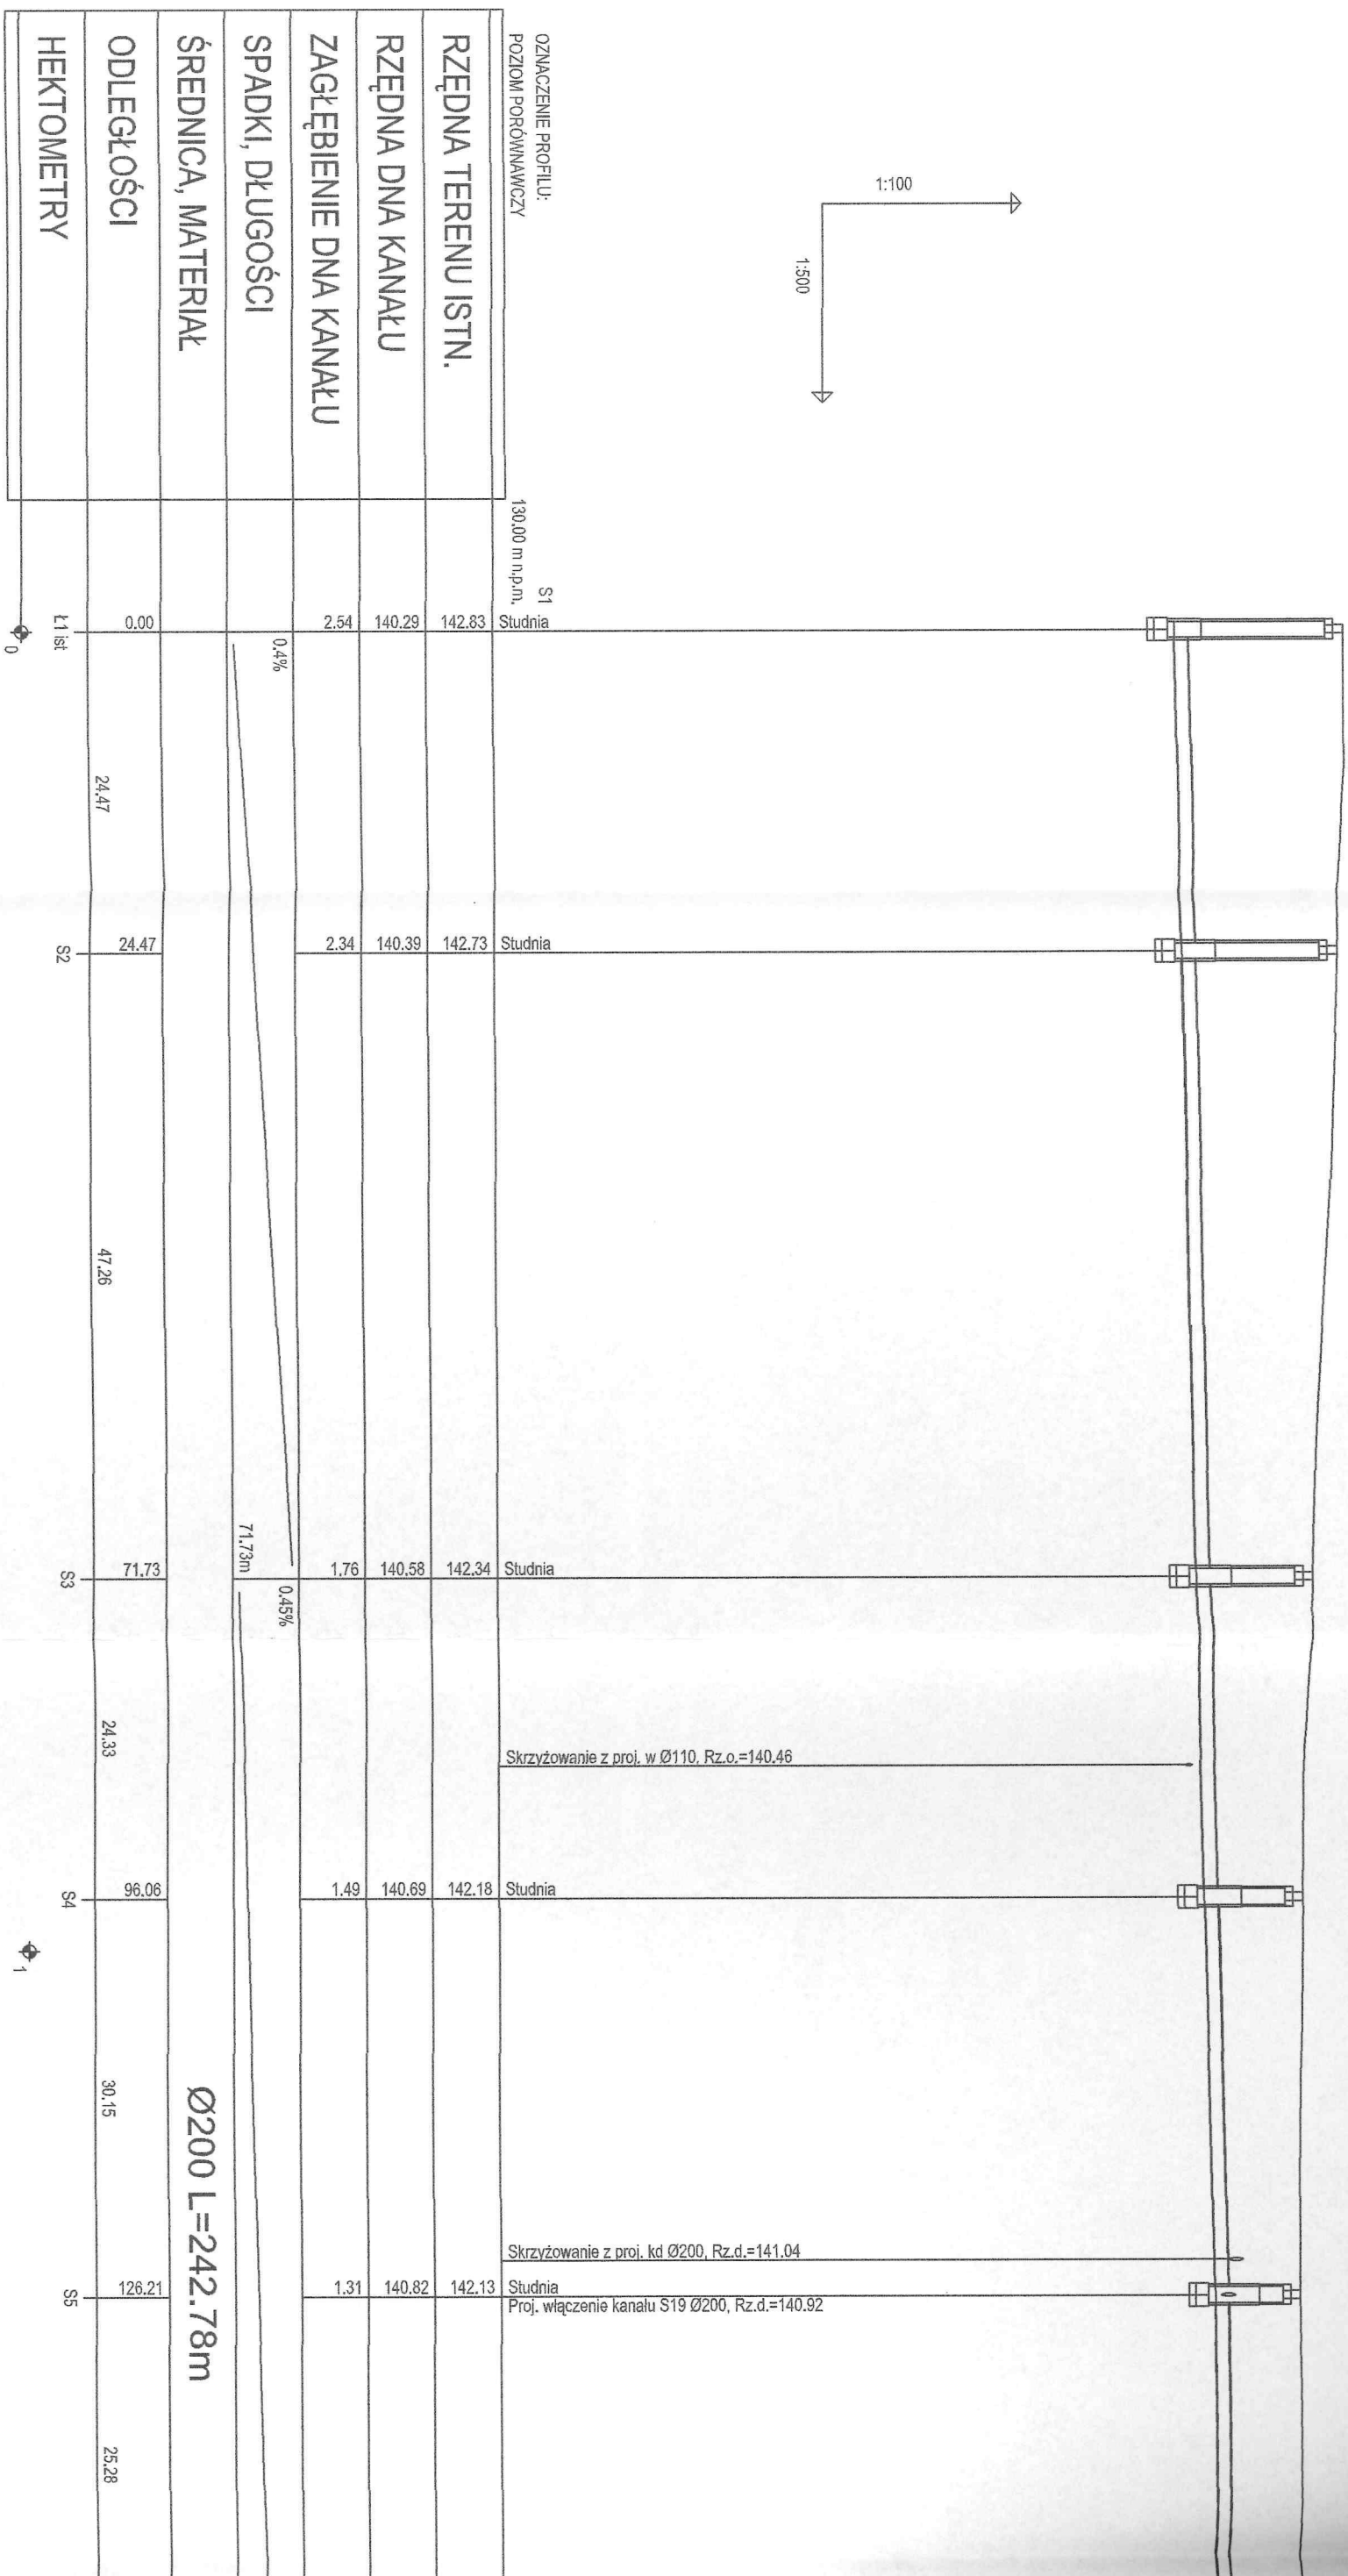 1:100
1:500
OZNACZENIE PROFILU: S1
POZIOM PORÓWNAWCZY 130.00 m n.p.m.
Studnia
Studnia
Studnia
Skrzyżowanie z proj. w Ø110, Rz.o.=140.46
Studnia
Skrzyżowanie z proj. kd Ø200, Rz.d.=141.04
Studnia
Proj. włączenie kanału S19 Ø200, Rz.d.=140.92
RZĘDNA TERENU ISTN. 142.83 142.73 142.34 142.18 142.13
RZĘDNA DNA KANAŁU 140.29 140.39 140.58 140.69 140.82
ZAGŁĘBIENIE DNA KANAŁU 2.54 2.34 1.76 1.49 1.31
SPADKI, DŁUGOŚCI 0.4% 71.73m 0.45%
ŚREDNICA, MATERIAŁ Ø200 L=242.78m
ODLEGŁOŚCI 0.00 24.47 71.73 96.06 126.21
24.47 47.26 24.33 30.15 25.28
HEKTOMETRY Ł1 ist S2 S3 S4 S5
0 1